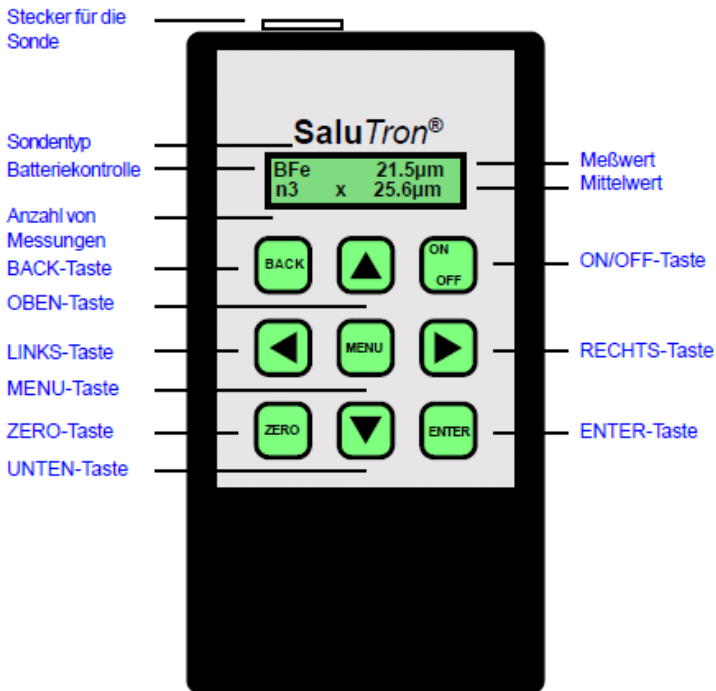 Stecker für die
Sonde
SaluTron®
Sondentyp
Batteriekontrolle
BFe 21.5µm
n3 x 25.6µm
Meßwert
Mittelwert
Anzahl von
Messungen
BACK-Taste
BACK
ON
OFF
ON/OFF-Taste
OBEN-Taste
LINKS-Taste
MENU
RECHTS-Taste
MENU-Taste
ZERO-Taste
ZERO
ENTER
ENTER-Taste
UNTEN-Taste